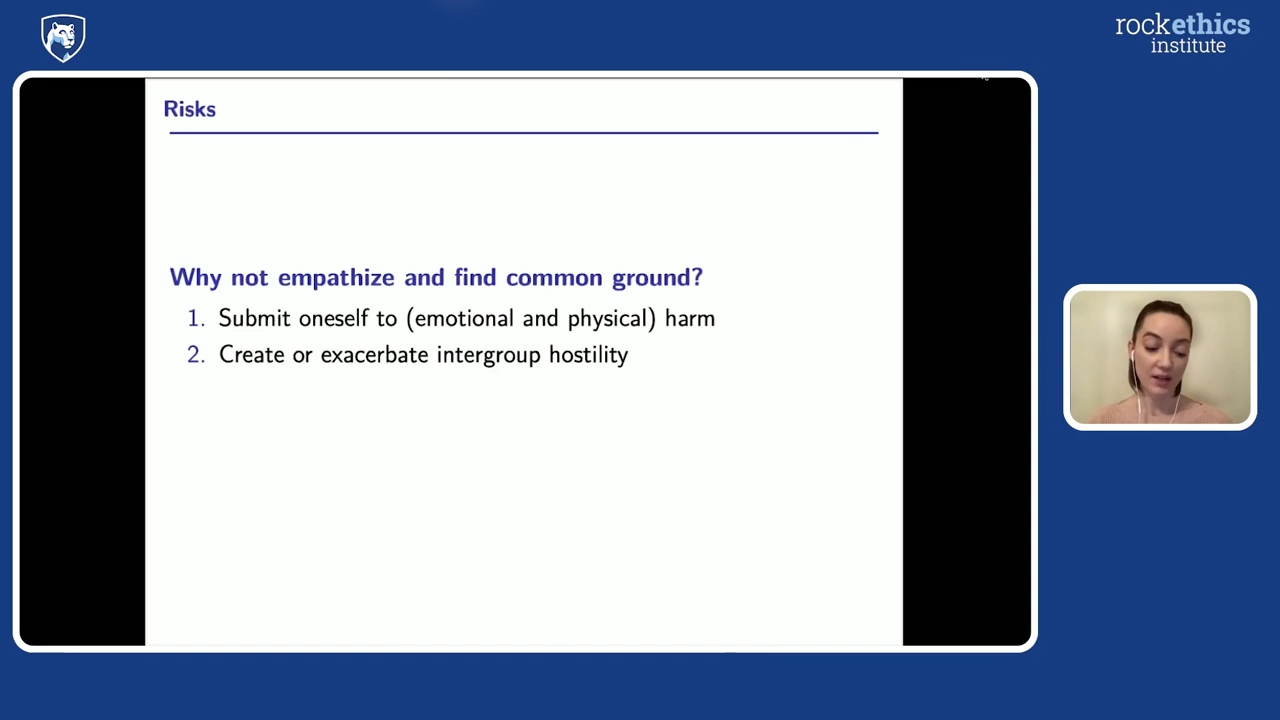 rockethics
institute
Risks
Why not empathize and find common ground?
1. Submit oneself to (emotional and physical) harm
2. Create or exacerbate intergroup hostility